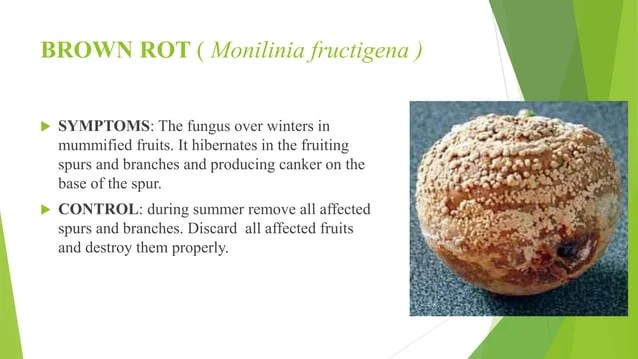 BROWN ROT ( Monilinia fructigena )
SYMPTOMS: The fungus over winters in
mummified fruits. It hibernates in the fruiting
spurs and branches and producing canker on the
base of the spur.
CONTROL: during summer remove all affected
spurs and branches. Discard all affected fruits
and destroy them properly.